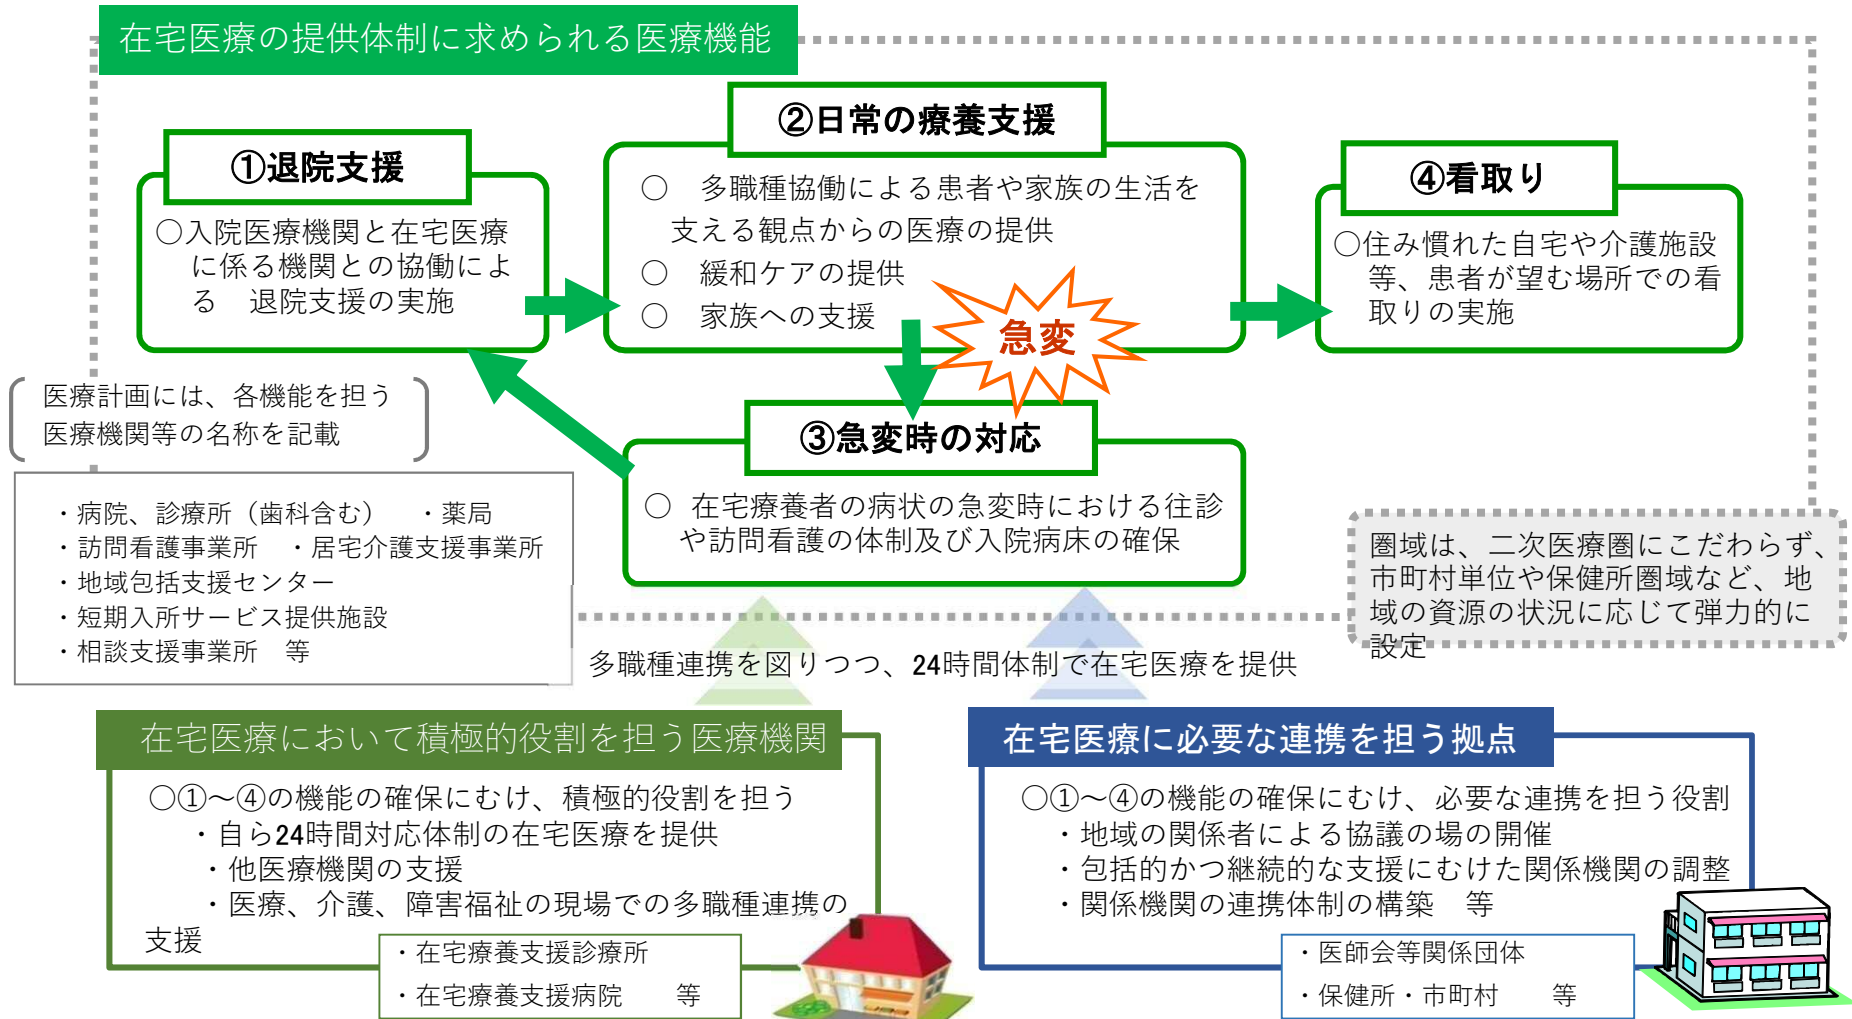 在宅医療の提供体制に求められる医療機能
①退院支援
○入院医療機関と在宅医療
に係る機関との協働によ
る　退院支援の実施
②日常の療養支援
○　多職種協働による患者や家族の生活を
支える観点からの医療の提供
○　緩和ケアの提供
○　家族への支援
急変
④看取り
○住み慣れた自宅や介護施設
等、患者が望む場所での看
取りの実施
③急変時の対応
○ 在宅療養者の病状の急変時における往診
や訪問看護の体制及び入院病床の確保
医療計画には、各機能を担う
医療機関等の名称を記載
・病院、診療所（歯科含む）　・薬局
・訪問看護事業所　・居宅介護支援事業所
・地域包括支援センター
・短期入所サービス提供施設
・相談支援事業所　等
圏域は、二次医療圏にこだわらず、
市町村単位や保健所圏域など、地
域の資源の状況に応じて弾力的に
設定
多職種連携を図りつつ、24時間体制で在宅医療を提供
在宅医療において積極的役割を担う医療機関
○①～④の機能の確保にむけ、積極的役割を担う
・自ら24時間対応体制の在宅医療を提供
・他医療機関の支援
・医療、介護、障害福祉の現場での多職種連携の
支援
・在宅療養支援診療所
・在宅療養支援病院　　等
在宅医療に必要な連携を担う拠点
○①～④の機能の確保にむけ、必要な連携を担う役割
・地域の関係者による協議の場の開催
・包括的かつ継続的な支援にむけた関係機関の調整
・関係機関の連携体制の構築　等
・医師会等関係団体
・保健所・市町村　　等